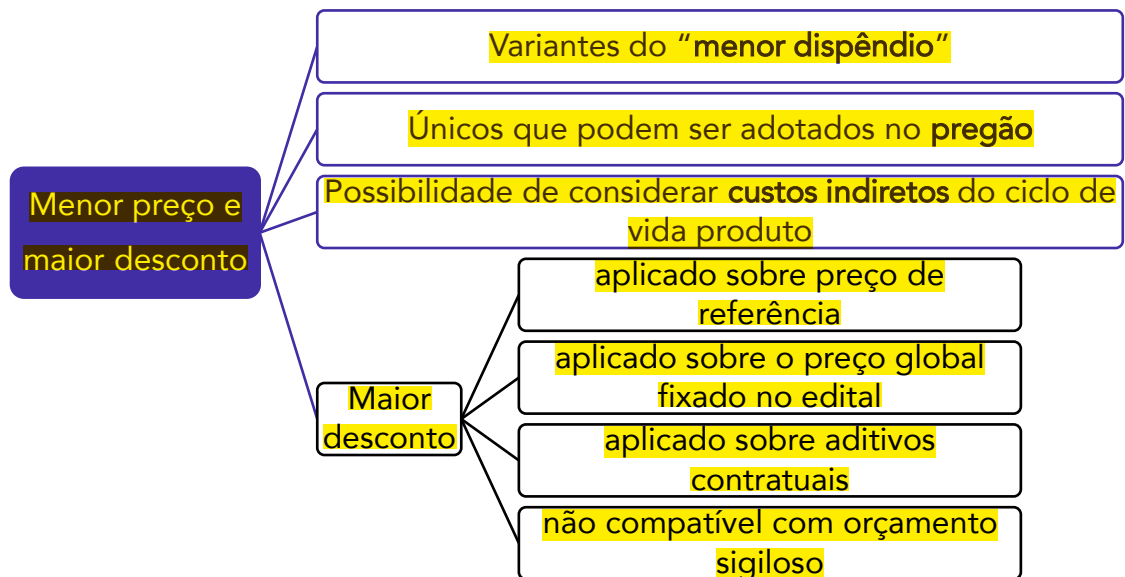 Variantes do “menor dispêndio”
Únicos que podem ser adotados no pregão
Menor preço e
maior desconto
Possibilidade de considerar custos indiretos do ciclo de
vida produto
Maior
desconto
aplicado sobre preço de
referência
aplicado sobre o preço global
fixado no edital
aplicado sobre aditivos
contratuais
não compatível com orçamento
sigiloso